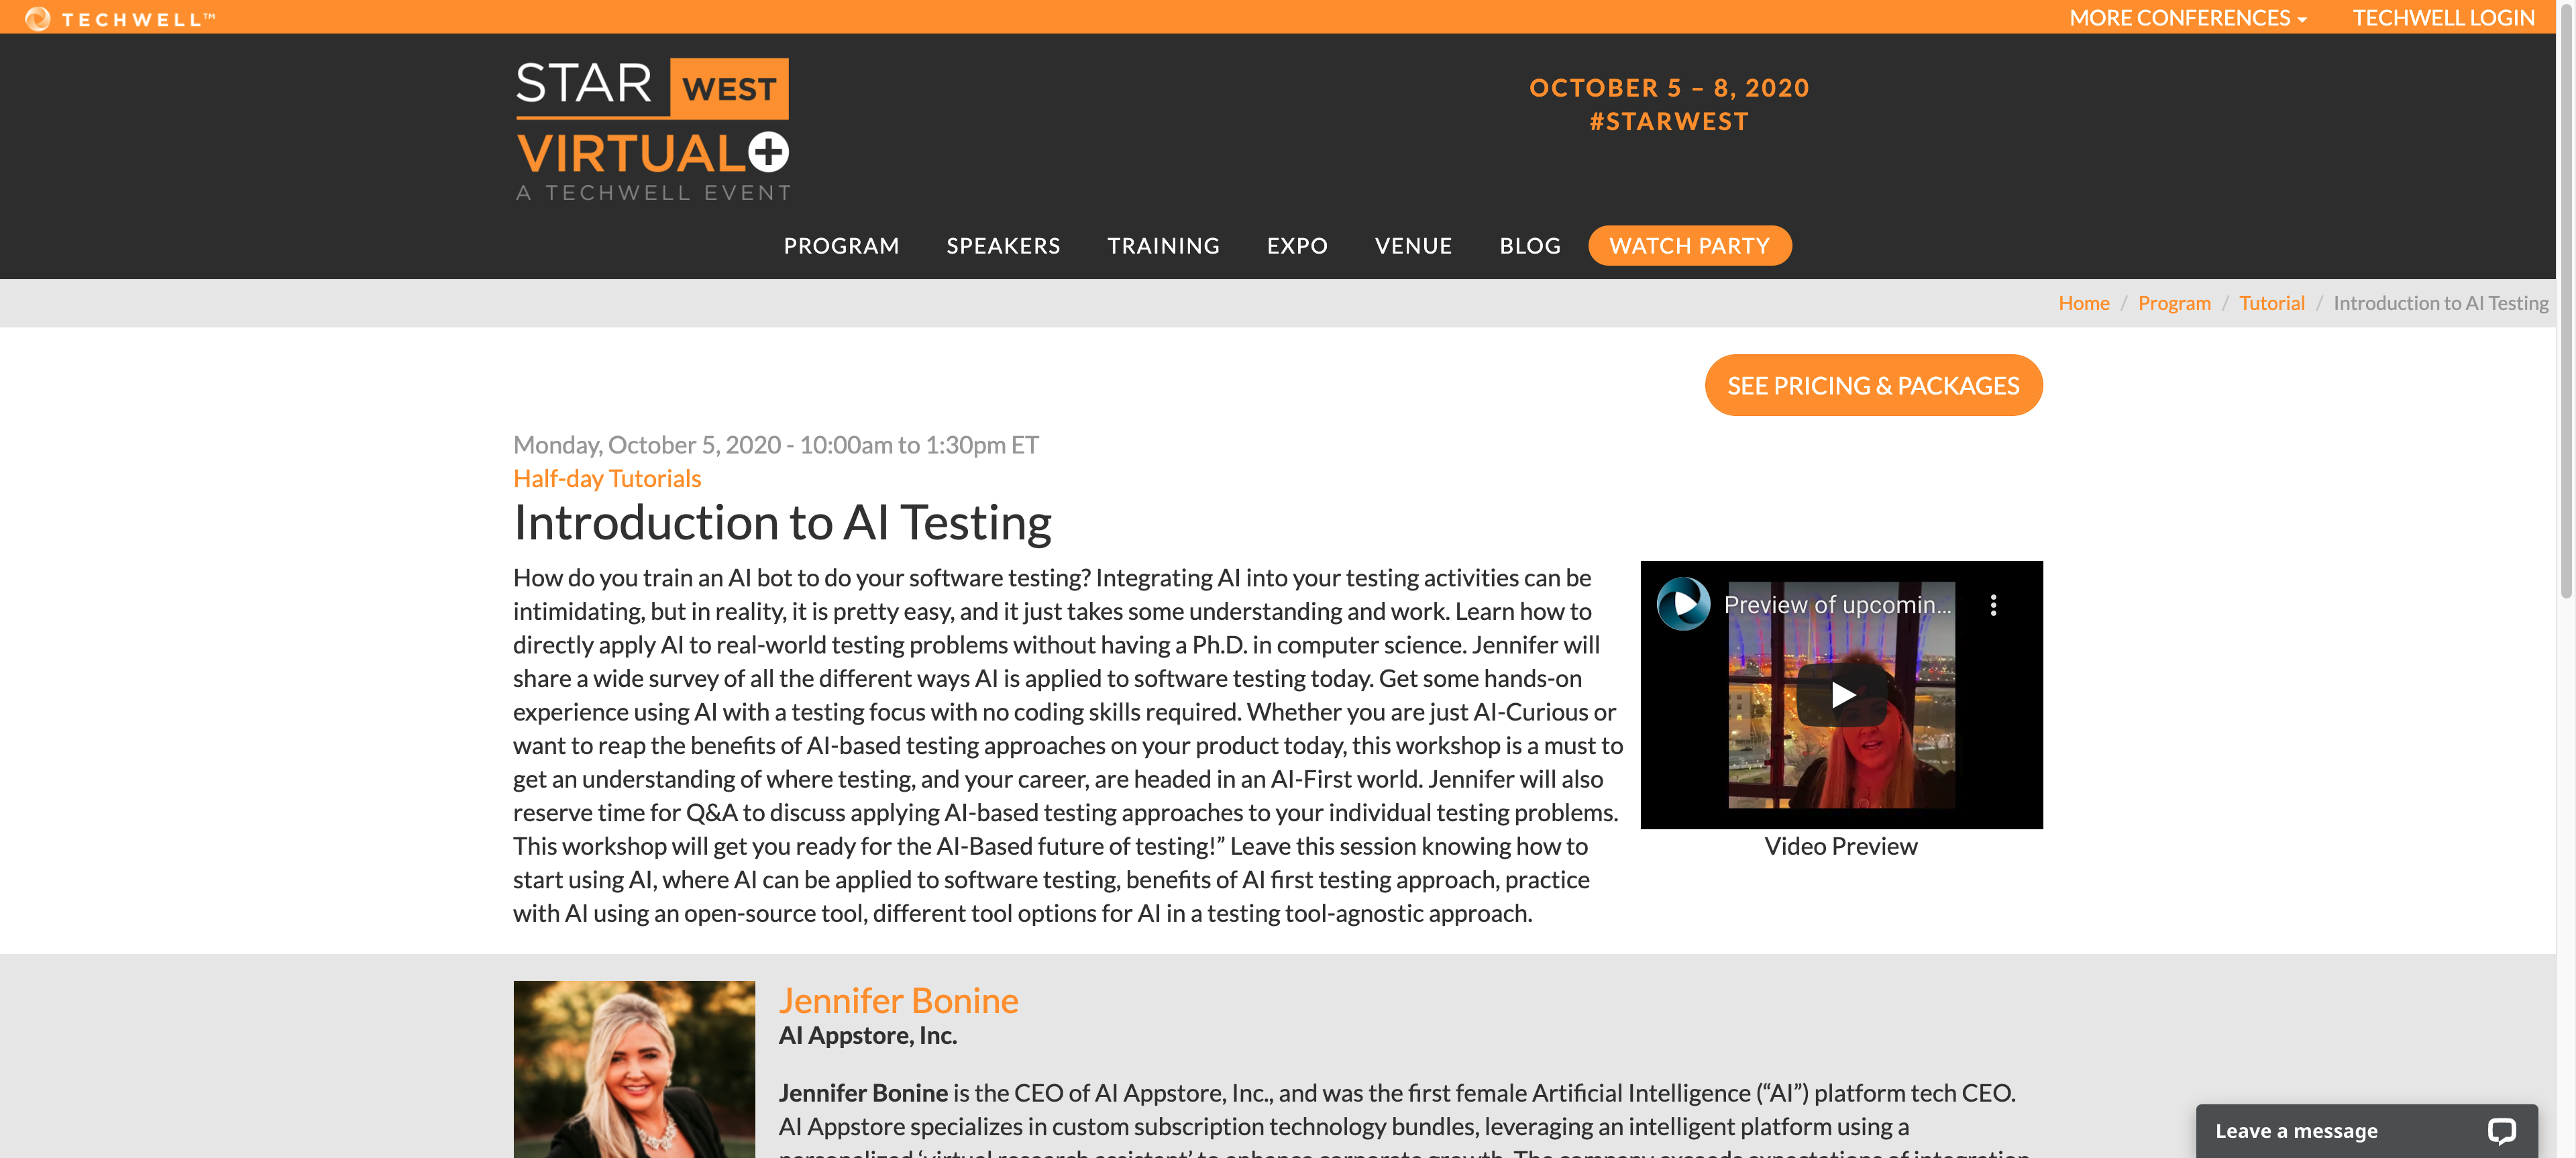 TECHWELL™
MORE CONFERENCES
TECHWELL LOGIN
STAR WEST
VIRTUAL+
A TECHWELL EVENT
OCTOBER 5 – 8, 2020
#STARWEST
PROGRAM SPEAKERS TRAINING EXPO VENUE BLOG WATCH PARTY
Home / Program / Tutorial / Introduction to AI Testing
SEE PRICING & PACKAGES
Monday, October 5, 2020 - 10:00am to 1:30pm ET
Half-day Tutorials
Introduction to AI Testing
How do you train an AI bot to do your software testing? Integrating AI into your testing activities can be
intimidating, but in reality, it is pretty easy, and it just takes some understanding and work. Learn how to
directly apply AI to real-world testing problems without having a Ph.D. in computer science. Jennifer will
share a wide survey of all the different ways AI is applied to software testing today. Get some hands-on
experience using AI with a testing focus with no coding skills required. Whether you are just AI-Curious or
want to reap the benefits of AI-based testing approaches on your product today, this workshop is a must to
get an understanding of where testing, and your career, are headed in an AI-First world. Jennifer will also
reserve time for Q&A to discuss applying AI-based testing approaches to your individual testing problems.
This workshop will get you ready for the AI-Based future of testing!” Leave this session knowing how to
start using AI, where AI can be applied to software testing, benefits of AI first testing approach, practice
with AI using an open-source tool, different tool options for AI in a testing tool-agnostic approach.
Preview of upcomin...
Video Preview
Jennifer Bonine
AI Appstore, Inc.
Jennifer Bonine is the CEO of AI Appstore, Inc., and was the first female Artificial Intelligence (“AI”) platform tech CEO.
AI Appstore specializes in custom subscription technology bundles, leveraging an intelligent platform using a
personalized ‘virtual research assistant’ to enhance corporate growth. The company exceeds expectations of integration
Leave a message